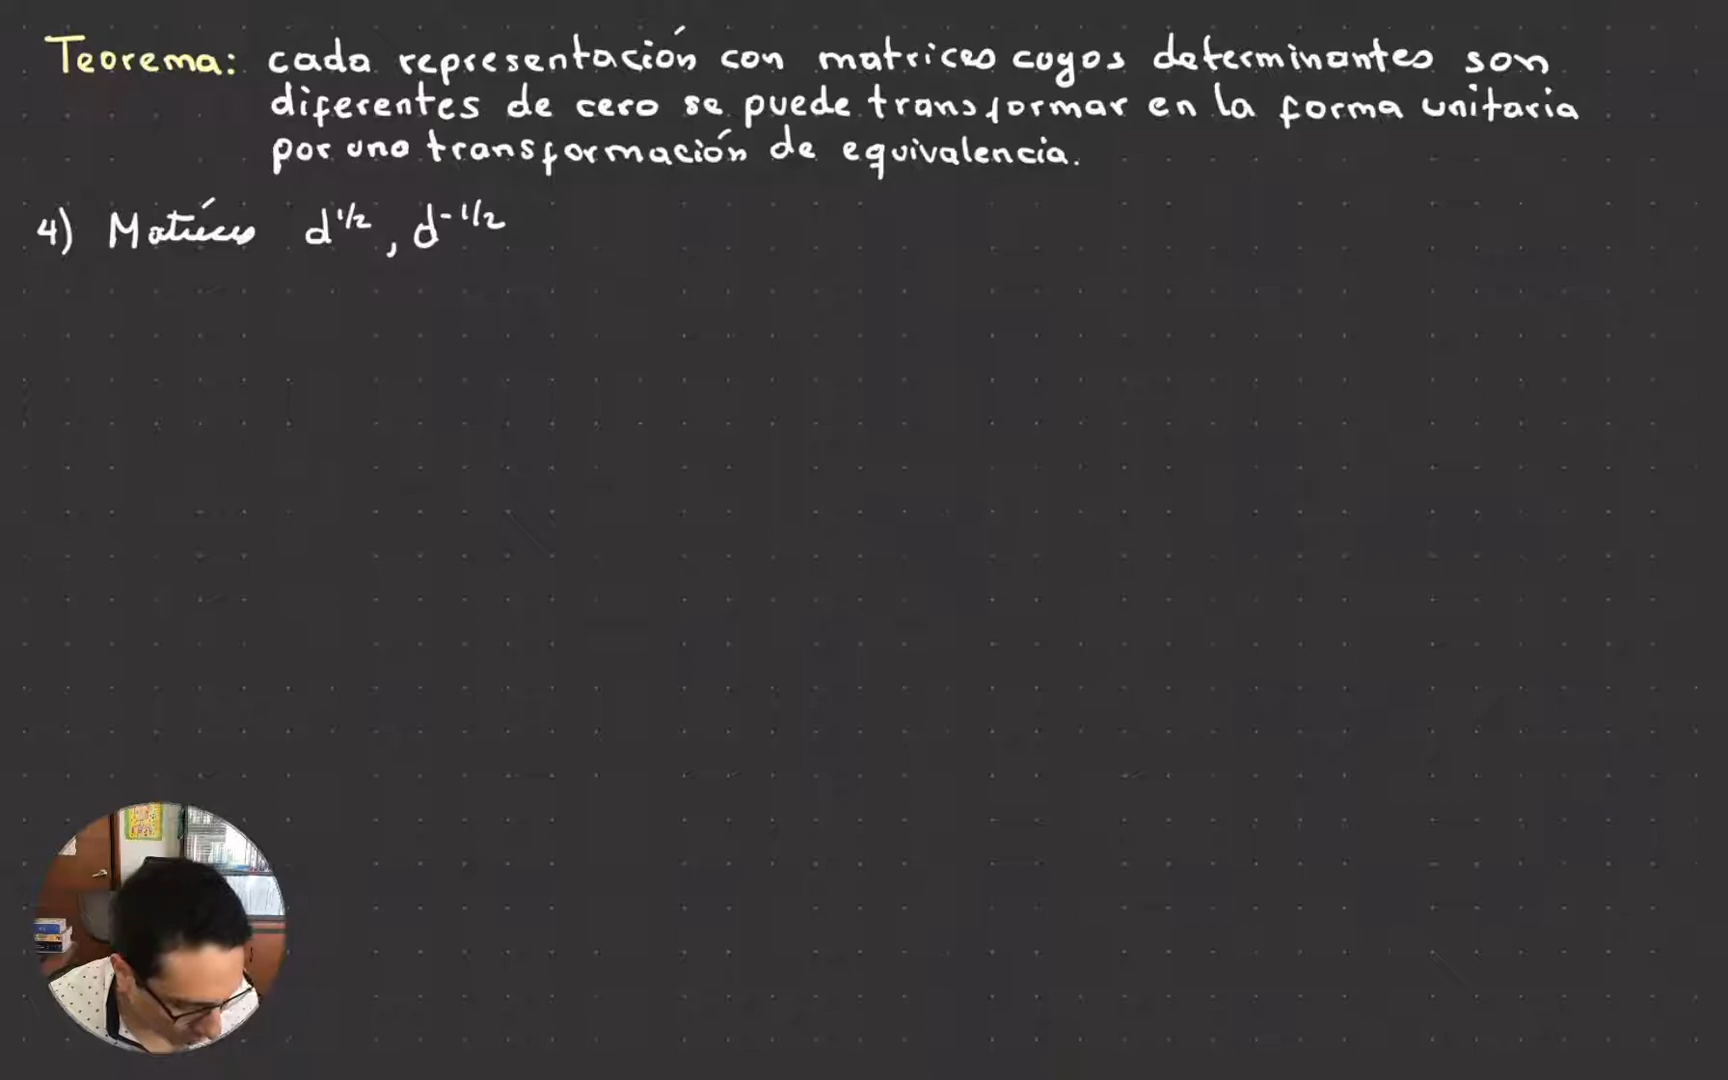 Teorema: cada representación con matrices cuyos determinantes son
diferentes de cero se puede transformar en la forma unitaria
por una transformación de equivalencia.
4) Matrices d^1/2, d^-1/2